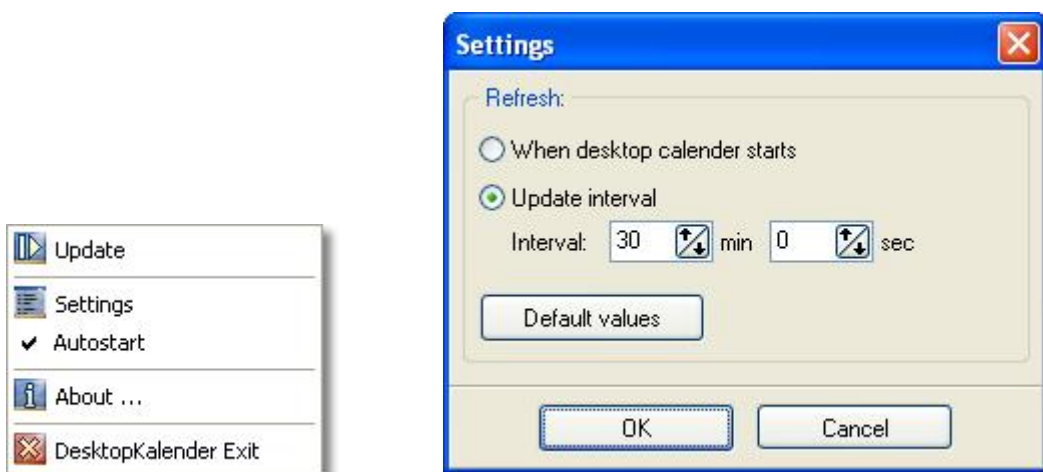 Update
Settings
Autostart
About ...
DesktopKalender Exit
Settings
Refresh:
When desktop calender starts
Update interval
Interval: 30 min 0 sec
Default values
OK Cancel